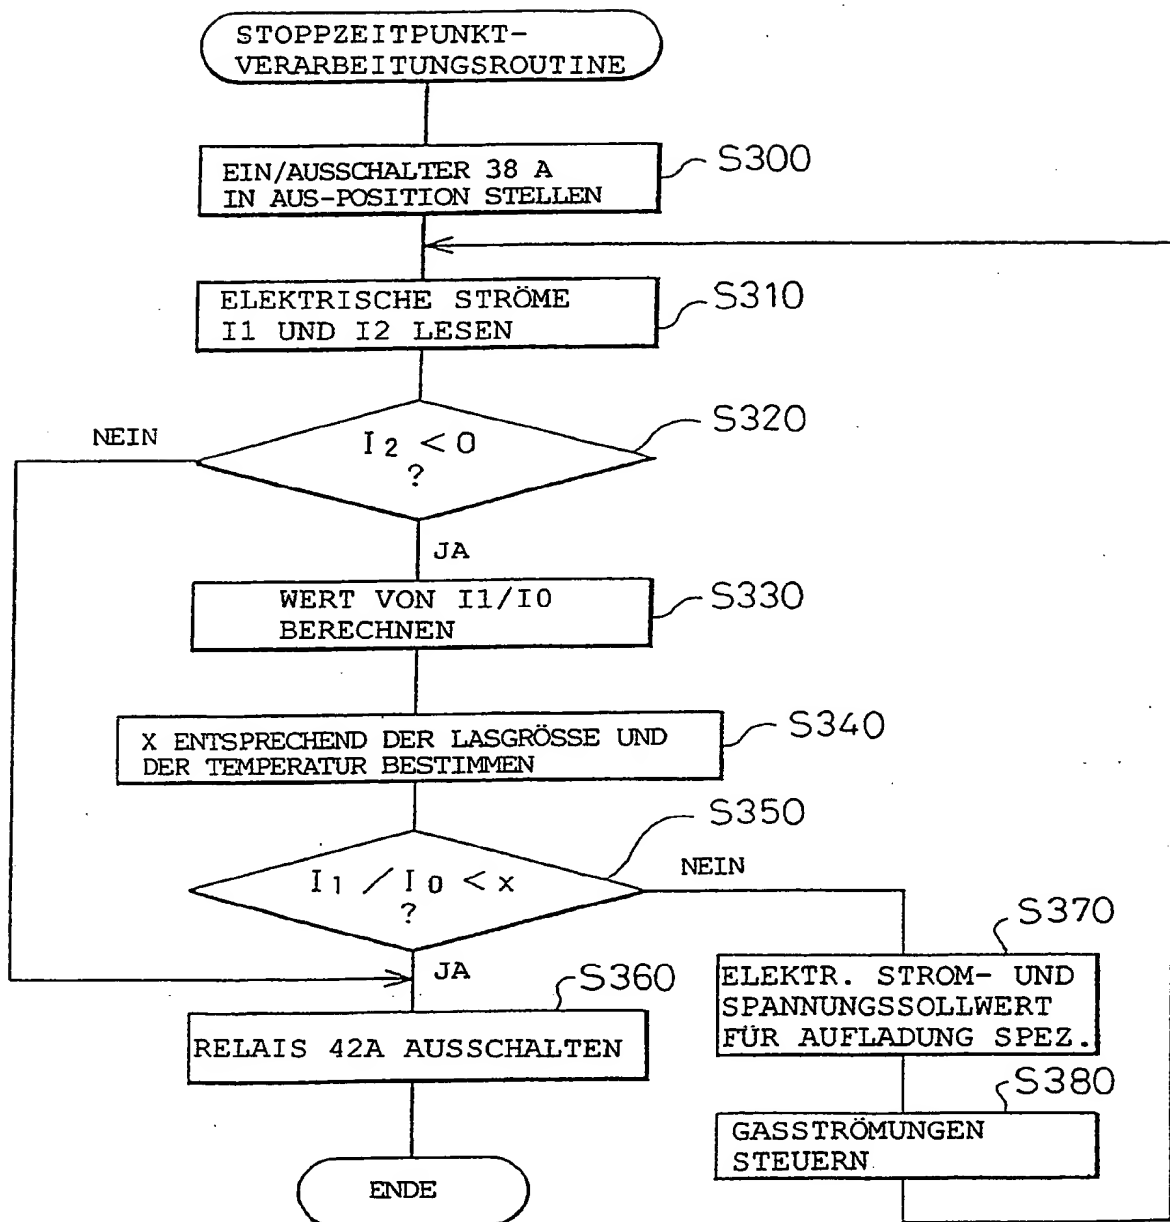 STOPPZEITPUNKT-
VERARBEITUNGSROUTINE
EIN/AUSSCHALTER 38 A
IN AUS-POSITION STELLEN
S300
ELEKTRISCHE STRÖME
I1 UND I2 LESEN
S310
NEIN
I2 < 0
?
S320
JA
WERT VON I1/I0
BERECHNEN
S330
X ENTSPRECHEND DER LASGRÖSSE UND
DER TEMPERATUR BESTIMMEN
S340
I1 / I0 < x
?
S350
NEIN
JA
RELAIS 42A AUSSCHALTEN
S360
ELEKTR. STROM- UND
SPANNUNGSSOLLWERT
FÜR AUFLADUNG SPEZ.
S370
GASSTRÖMUNGEN
STEUERN
S380
ENDE